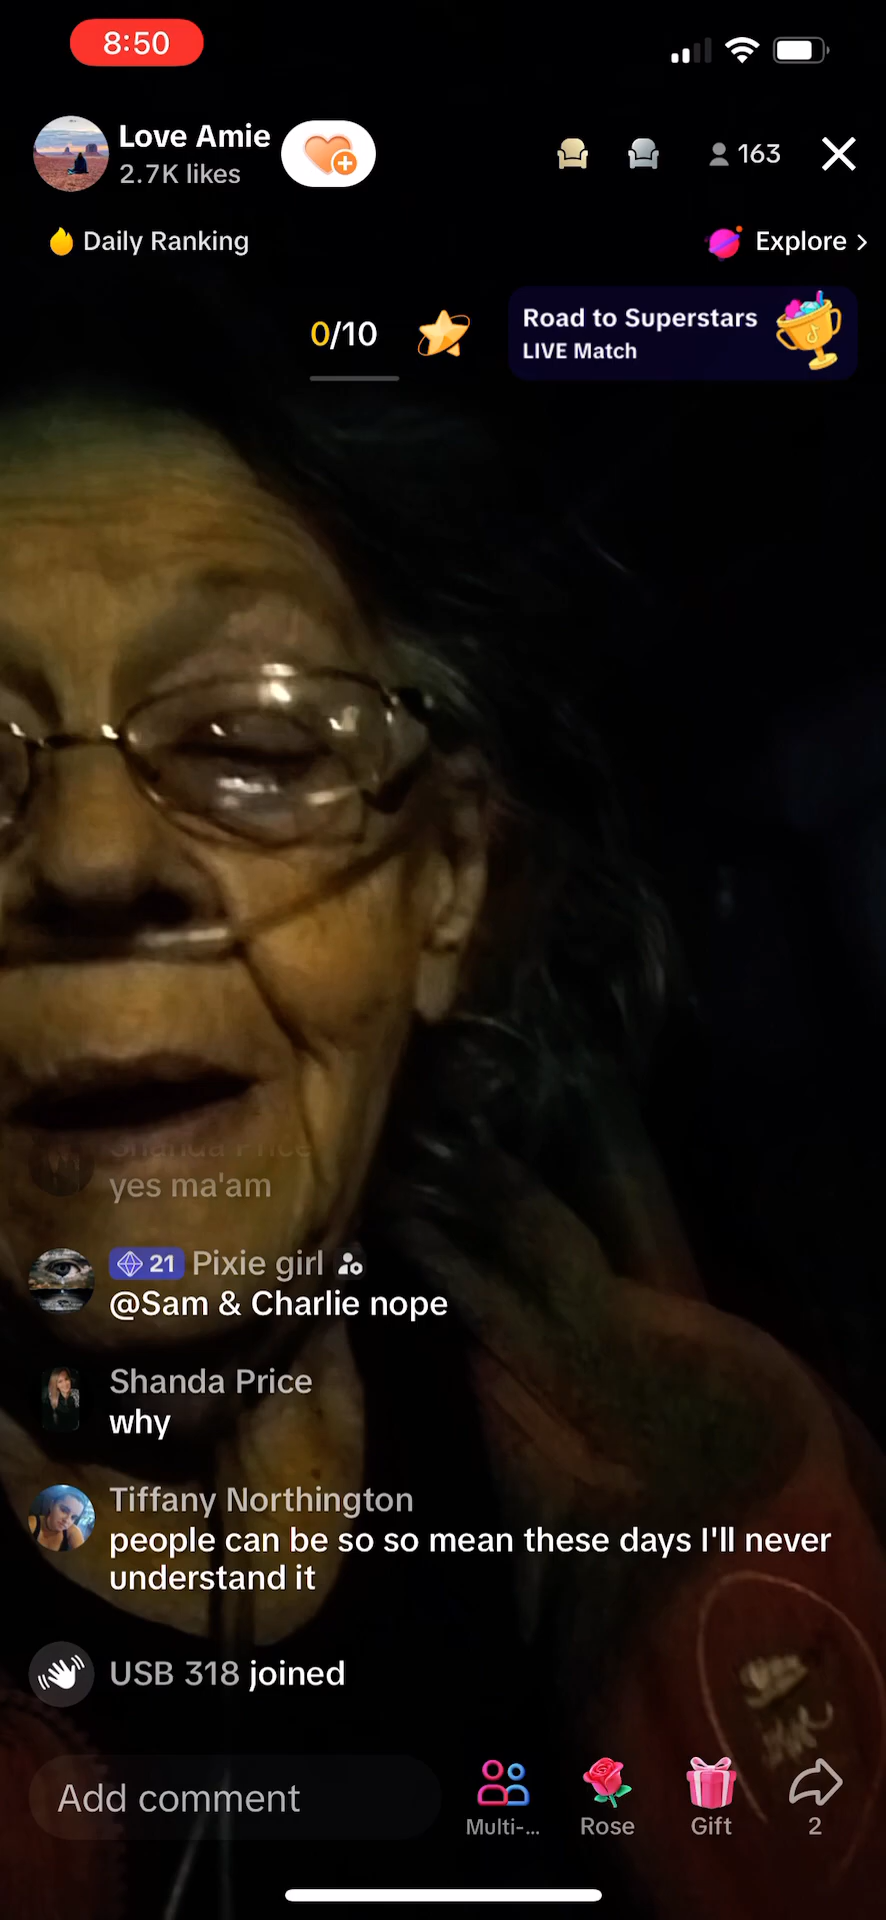 8:50
Love Amie
2.7K likes
163
Daily Ranking
Explore >
0/10
Road to Superstars
LIVE Match
Shanda Price
yes ma'am
21 Pixie girl
@Sam & Charlie nope
Shanda Price
why
Tiffany Northington
people can be so so mean these days I'll never
understand it
USB 318 joined
Add comment
Multi-...
Rose
Gift
2